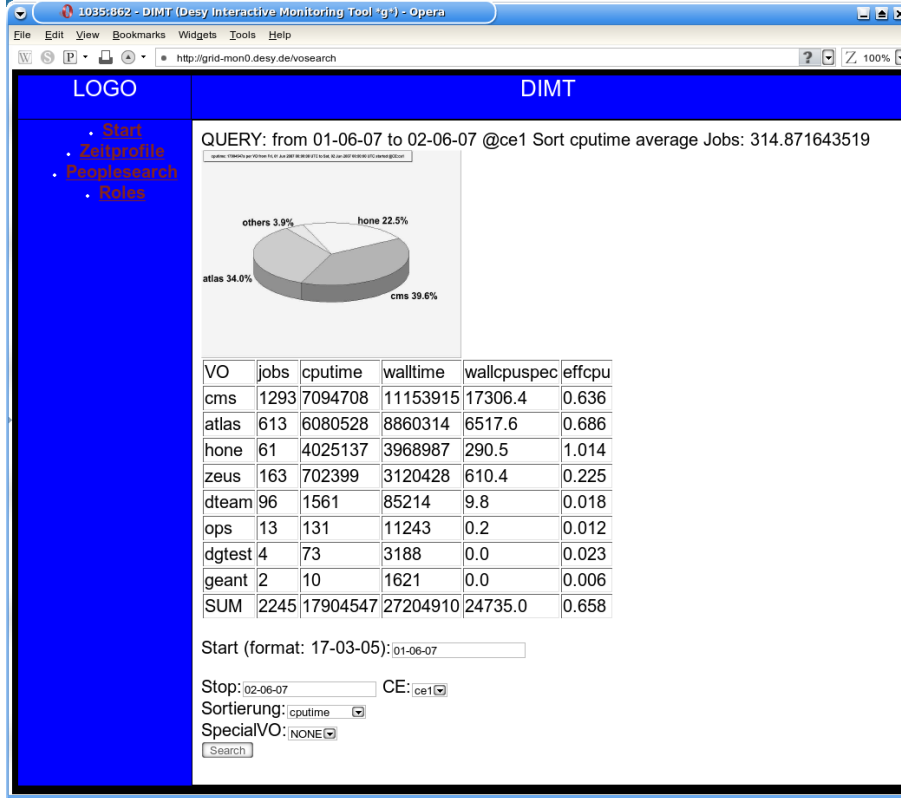 1035:862 - DIMT (Desy Interactive Monitoring Tool *g*) - Opera
File Edit View Bookmarks Widgets Tools Help
http://grid-mon0.desy.de/vosearch ? Z 100%
LOGO DIMT
Start
Zeitprofile
Peoplesearch
Roles
QUERY: from 01-06-07 to 02-06-07 @ce1 Sort cputime average Jobs: 314.871643519
others 3.9%
hone 22.5%
atlas 34.0%
cms 39.6%
VO jobs cputime walltime wallcpuspec effcpu
cms 1293 7094708 11153915 17306.4 0.636
atlas 613 6080528 8860314 6517.6 0.686
hone 61 4025137 3968987 290.5 1.014
zeus 163 702399 3120428 610.4 0.225
dteam 96 1561 85214 9.8 0.018
ops 13 131 11243 0.2 0.012
dgtest 4 73 3188 0.0 0.023
geant 2 10 1621 0.0 0.006
SUM 2245 17904547 27204910 24735.0 0.658
Start (format: 17-03-05): 01-06-07
Stop: 02-06-07 CE: ce1
Sortierung: cputime
SpecialVO: NONE
Search